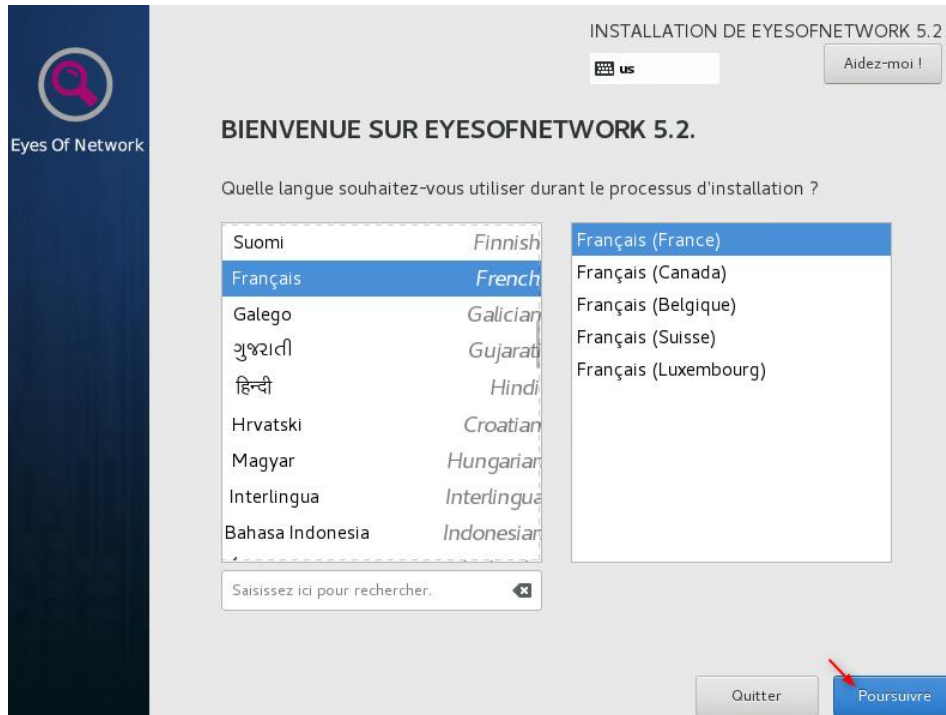 INSTALLATION DE EYESOFNETWORK 5.2
us
Aidez-moi !
Eyes Of Network
BIENVENUE SUR EYESOFNETWORK 5.2.
Quelle langue souhaitez-vous utiliser durant le processus d'installation ?
Suomi Finnish
Français French
Galego Galician
ગુજરાતી Gujarati
हिन्दी Hindi
Hrvatski Croatian
Magyar Hungarian
Interlingua Interlingua
Bahasa Indonesia Indonesian
Français (France)
Français (Canada)
Français (Belgique)
Français (Suisse)
Français (Luxembourg)
Saisissez ici pour rechercher.
Quitter
Poursuivre